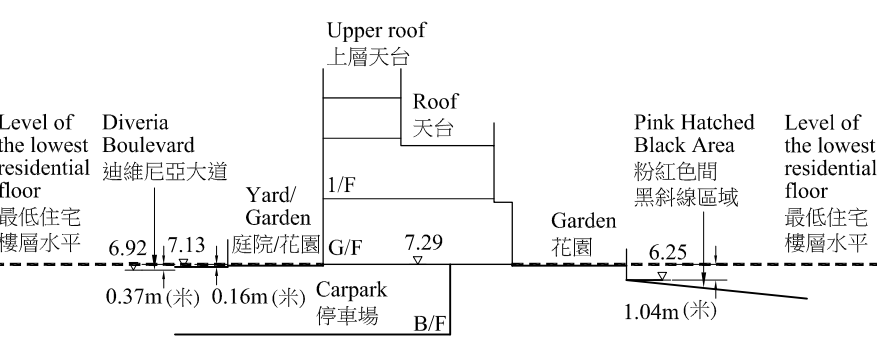 Upper roof
上層天台
Roof
天台
Level of
the lowest
residential
floor
最低住宅
樓層水平
Diveria
Boulevard
迪維尼亞大道
Yard/
Garden
庭院/花園
1/F
G/F
7.29
6.92
7.13
0.37m (米)
0.16m (米)
Carpark
停車場
B/F
Garden
花園
Pink Hatched
Black Area
粉紅色間
黑斜線區域
6.25
1.04m (米)
Level of
the lowest
residential
floor
最低住宅
樓層水平